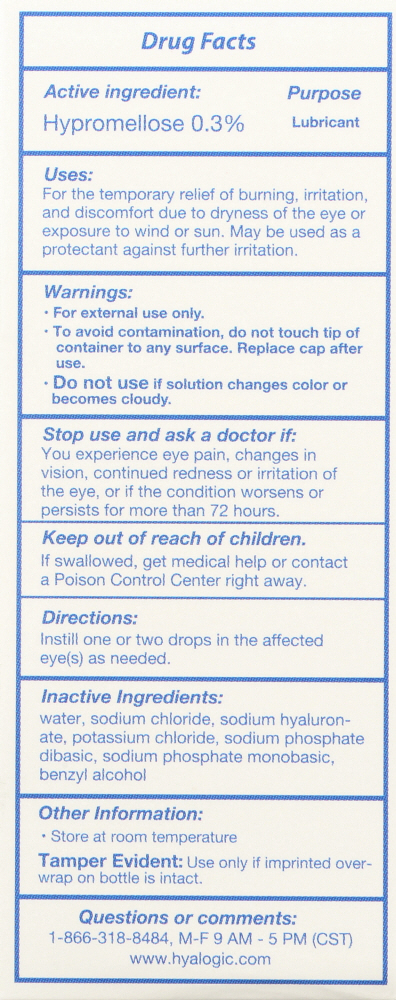 Drug Facts
Active ingredient: Purpose
Hypromellose 0.3% Lubricant
Uses:
For the temporary relief of burning, irritation,
and discomfort due to dryness of the eye or
exposure to wind or sun. May be used as a
protectant against further irritation.
Warnings:
· For external use only.
· To avoid contamination, do not touch tip of
container to any surface. Replace cap after
use.
· Do not use if solution changes color or
becomes cloudy.
Stop use and ask a doctor if:
You experience eye pain, changes in
vision, continued redness or irritation of
the eye, or if the condition worsens or
persists for more than 72 hours.
Keep out of reach of children.
If swallowed, get medical help or contact
a Poison Control Center right away.
Directions:
Instill one or two drops in the affected
eye(s) as needed.
Inactive Ingredients:
water, sodium chloride, sodium hyaluron-
ate, potassium chloride, sodium phosphate
dibasic, sodium phosphate monobasic,
benzyl alcohol
Other Information:
· Store at room temperature
Tamper Evident: Use only if imprinted over-
wrap on bottle is intact.
Questions or comments:
1-866-318-8484, M-F 9 AM - 5 PM (CST)
www.hyalogic.com